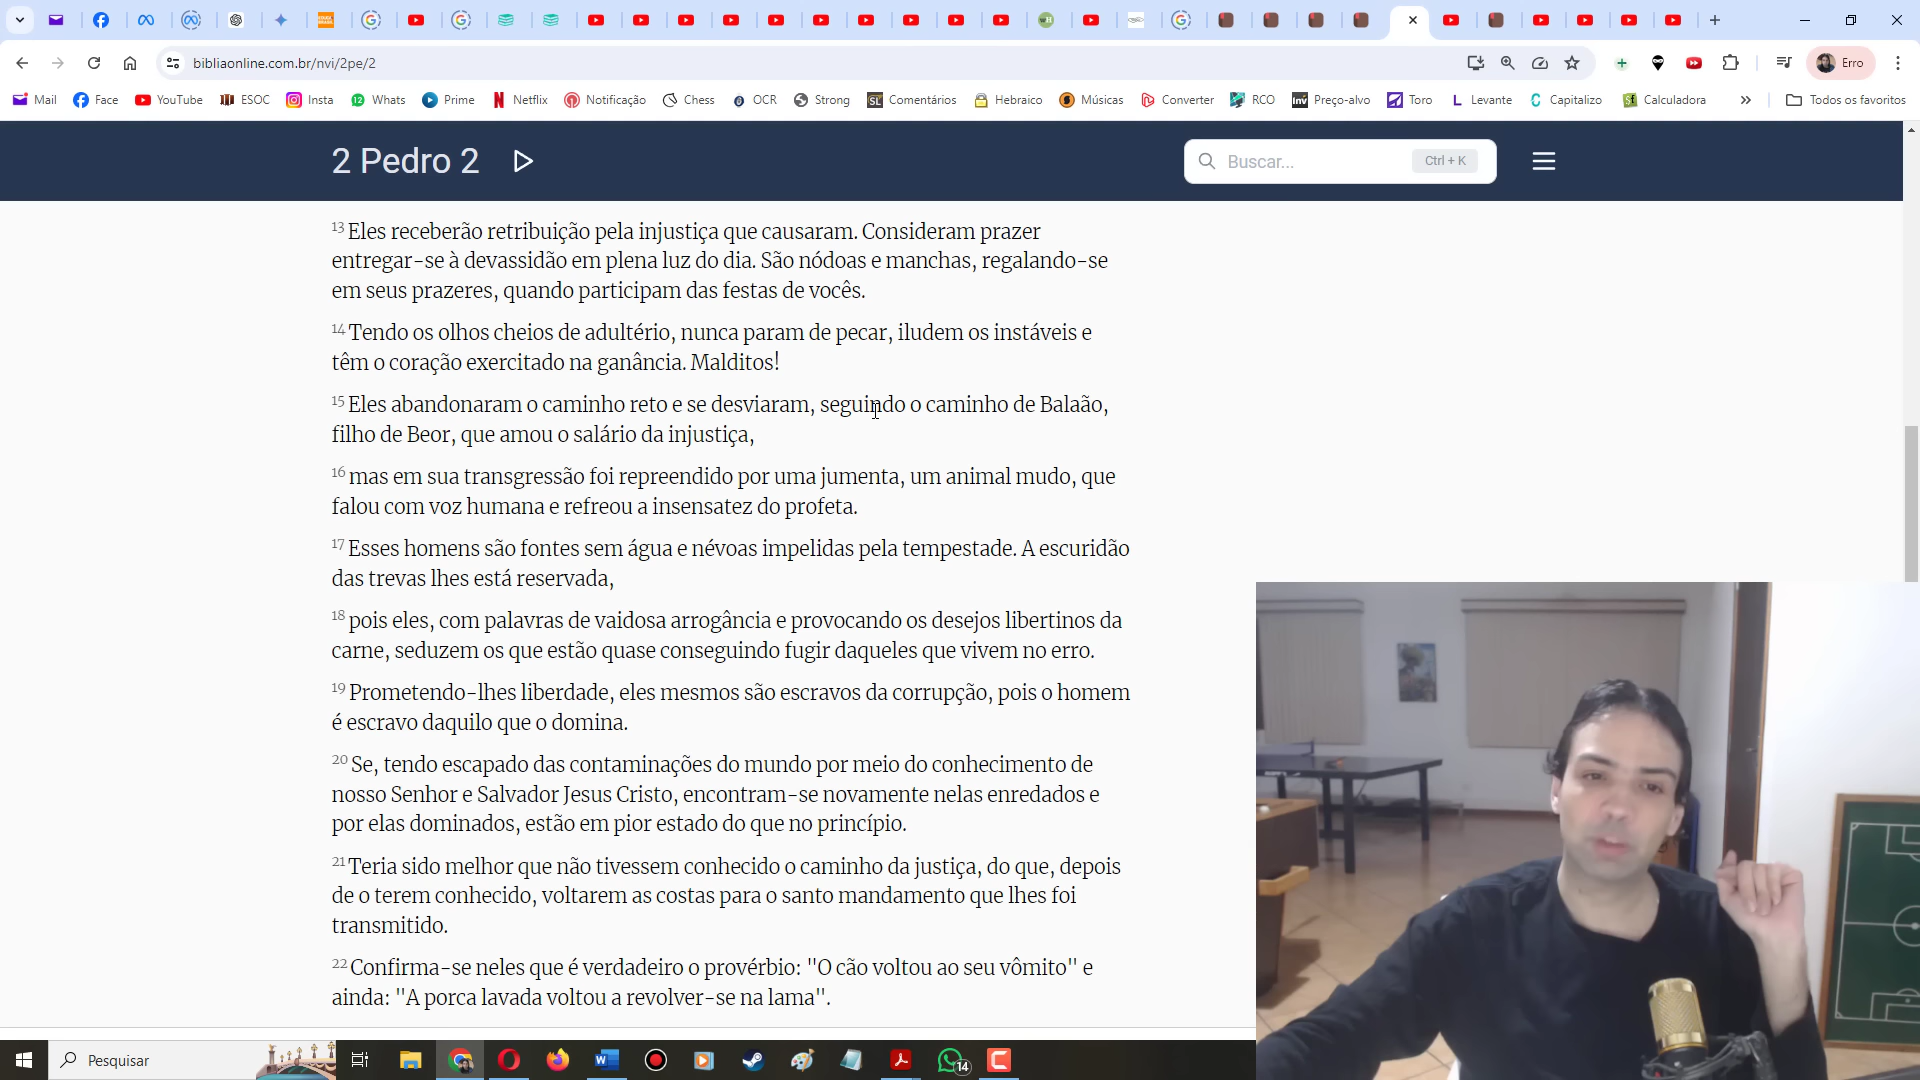 bibliaonline.com.br/nvi/2pe/2
Erro
Mail Face YouTube ESOC Insta Whats Prime Netflix Notificação Chess OCR Strong Comentários Hebraico Músicas Converter RCO Preço-alvo Toro Levante Capitalizo Calculadora » Todos os favoritos
2 Pedro 2
Buscar... Ctrl + K
13 Eles receberão retribuição pela injustiça que causaram. Consideram prazer
entregar-se à devassidão em plena luz do dia. São nódoas e manchas, regalando-se
em seus prazeres, quando participam das festas de vocês.
14 Tendo os olhos cheios de adultério, nunca param de pecar, iludem os instáveis e
têm o coração exercitado na ganância. Malditos!
15 Eles abandonaram o caminho reto e se desviaram, seguindo o caminho de Balaão,
filho de Beor, que amou o salário da injustiça,
16 mas em sua transgressão foi repreendido por uma jumenta, um animal mudo, que
falou com voz humana e refreou a insensatez do profeta.
17 Esses homens são fontes sem água e névoas impelidas pela tempestade. A escuridão
das trevas lhes está reservada,
18 pois eles, com palavras de vaidosa arrogância e provocando os desejos libertinos da
carne, seduzem os que estão quase conseguindo fugir daqueles que vivem no erro.
19 Prometendo-lhes liberdade, eles mesmos são escravos da corrupção, pois o homem
é escravo daquilo que o domina.
20 Se, tendo escapado das contaminações do mundo por meio do conhecimento de
nosso Senhor e Salvador Jesus Cristo, encontram-se novamente nelas enredados e
por elas dominados, estão em pior estado do que no princípio.
21 Teria sido melhor que não tivessem conhecido o caminho da justiça, do que, depois
de o terem conhecido, voltarem as costas para o santo mandamento que lhes foi
transmitido.
22 Confirma-se neles que é verdadeiro o provérbio: "O cão voltou ao seu vômito" e
ainda: "A porca lavada voltou a revolver-se na lama".
Pesquisar
14